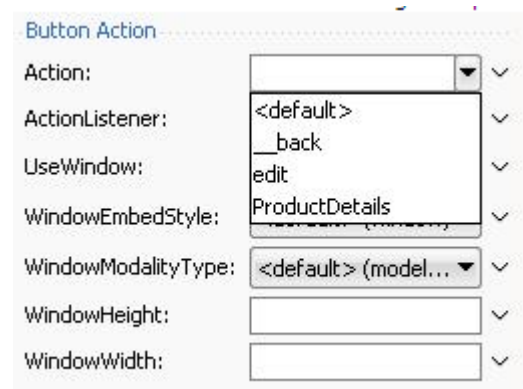 Button Action
Action:
<default>
__back
edit
ProductDetails
ActionListener:
UseWindow:
WindowEmbedStyle:
WindowModalityType: <default> (model...
WindowHeight:
WindowWidth: